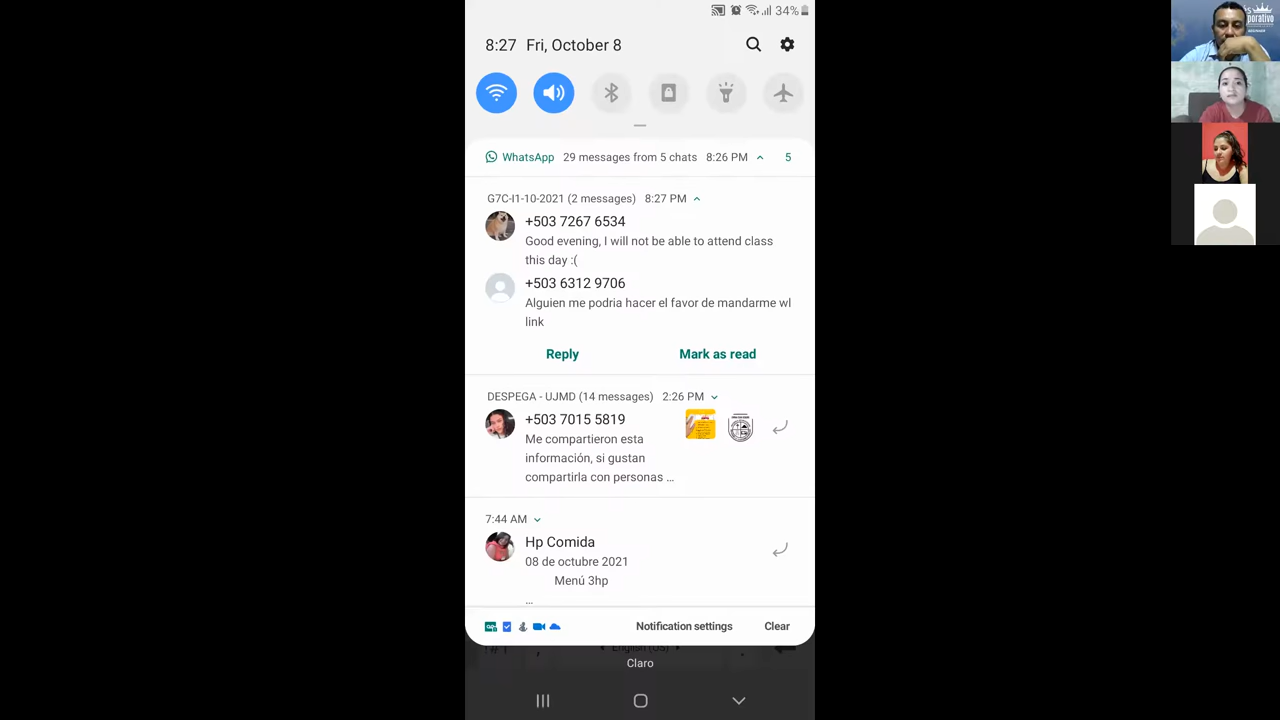 34%
8:27 Fri, October 8
WhatsApp 29 messages from 5 chats 8:26 PM 5
G7C-I1-10-2021 (2 messages) 8:27 PM
+503 7267 6534
Good evening, I will not be able to attend class
this day :(
+503 6312 9706
Alguien me podria hacer el favor de mandarme wl
link
Reply Mark as read
DESPEGA - UJMD (14 messages) 2:26 PM
+503 7015 5819
Me compartieron esta
información, si gustan
compartirla con personas ...
7:44 AM
Hp Comida
08 de octubre 2021
Menú 3hp
...
Notification settings Clear
English (US)
Claro